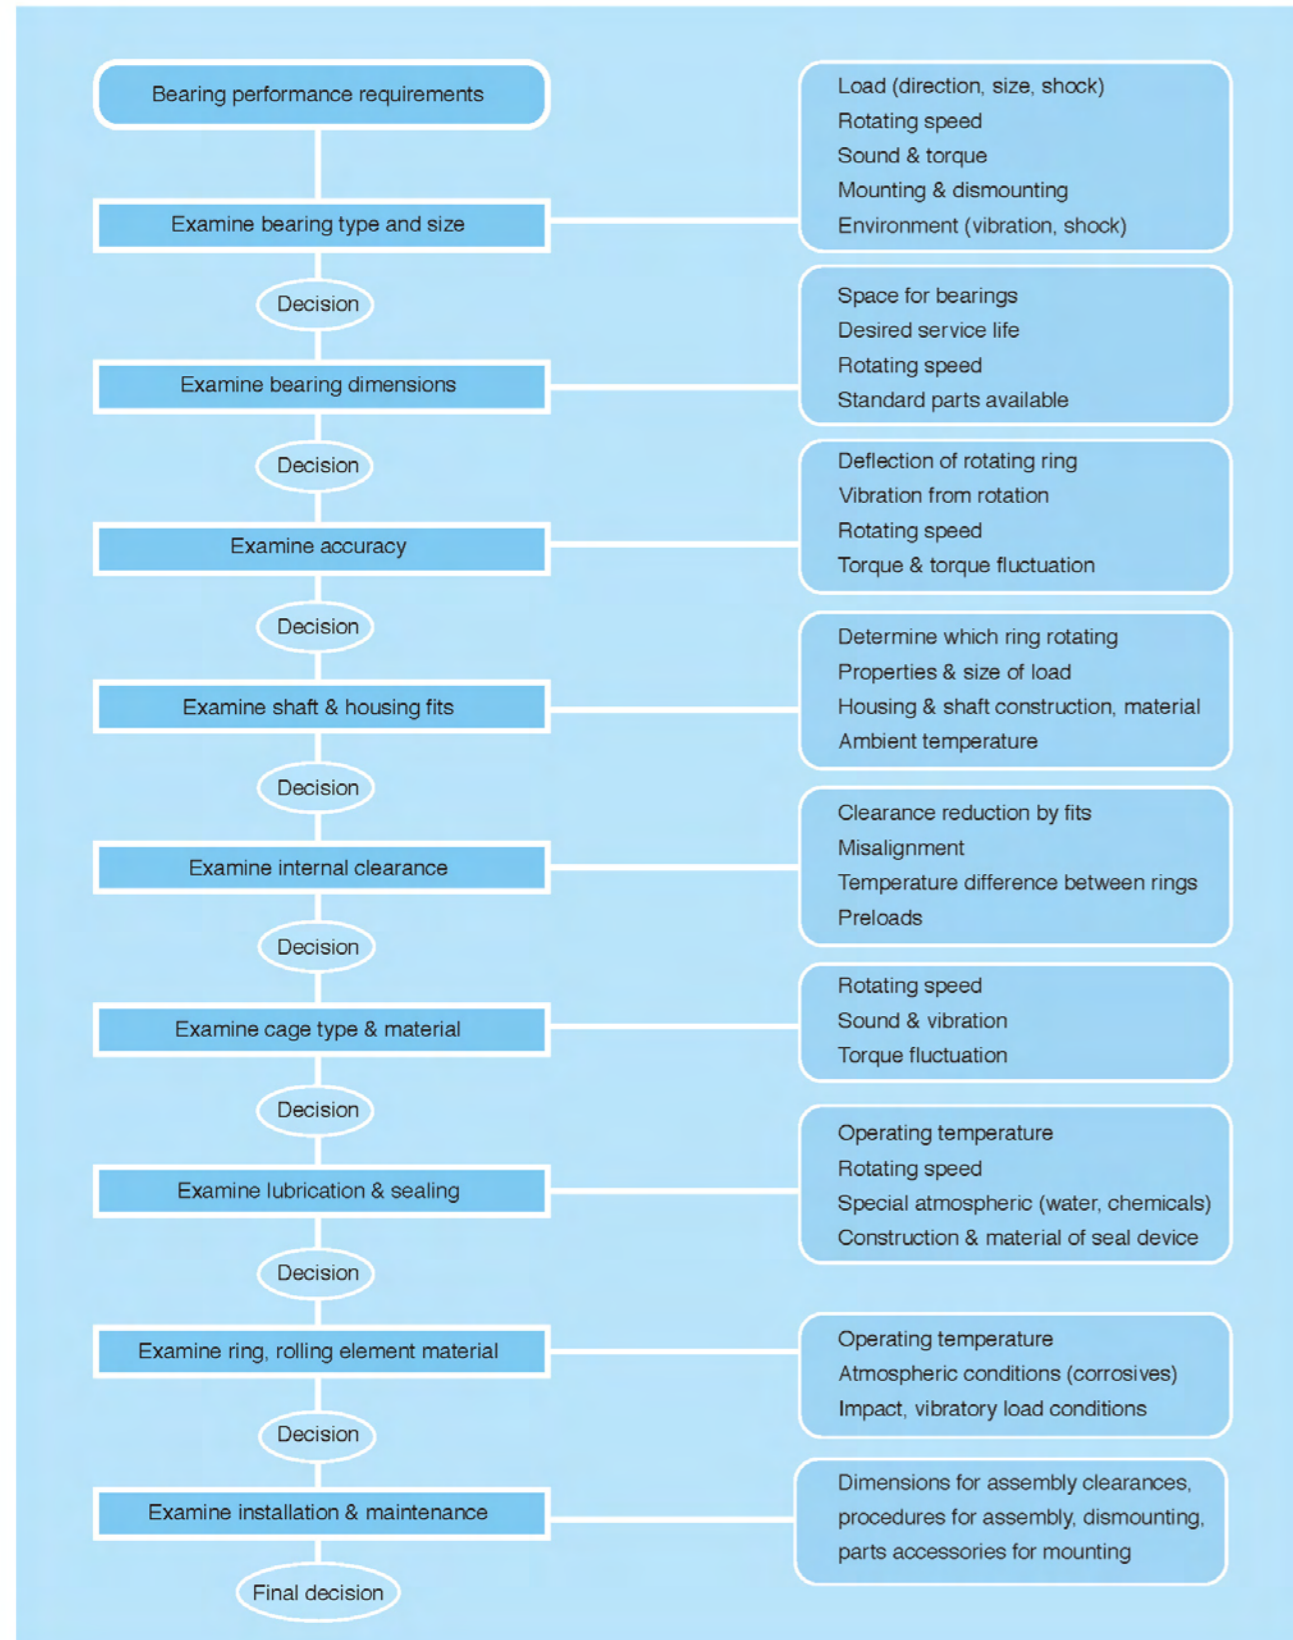 Bearing performance requirements
Load (direction, size, shock)
Rotating speed
Sound & torque
Mounting & dismounting
Environment (vibration, shock)
Examine bearing type and size
Decision
Space for bearings
Desired service life
Rotating speed
Standard parts available
Examine bearing dimensions
Decision
Deflection of rotating ring
Vibration from rotation
Rotating speed
Torque & torque fluctuation
Examine accuracy
Decision
Determine which ring rotating
Properties & size of load
Housing & shaft construction, material
Ambient temperature
Examine shaft & housing fits
Decision
Clearance reduction by fits
Misalignment
Temperature difference between rings
Preloads
Examine internal clearance
Decision
Rotating speed
Sound & vibration
Torque fluctuation
Examine cage type & material
Decision
Operating temperature
Rotating speed
Special atmospheric (water, chemicals)
Construction & material of seal device
Examine lubrication & sealing
Decision
Operating temperature
Atmospheric conditions (corrosives)
Impact, vibratory load conditions
Examine ring, rolling element material
Decision
Dimensions for assembly clearances,
procedures for assembly, dismounting,
parts accessories for mounting
Examine installation & maintenance
Final decision